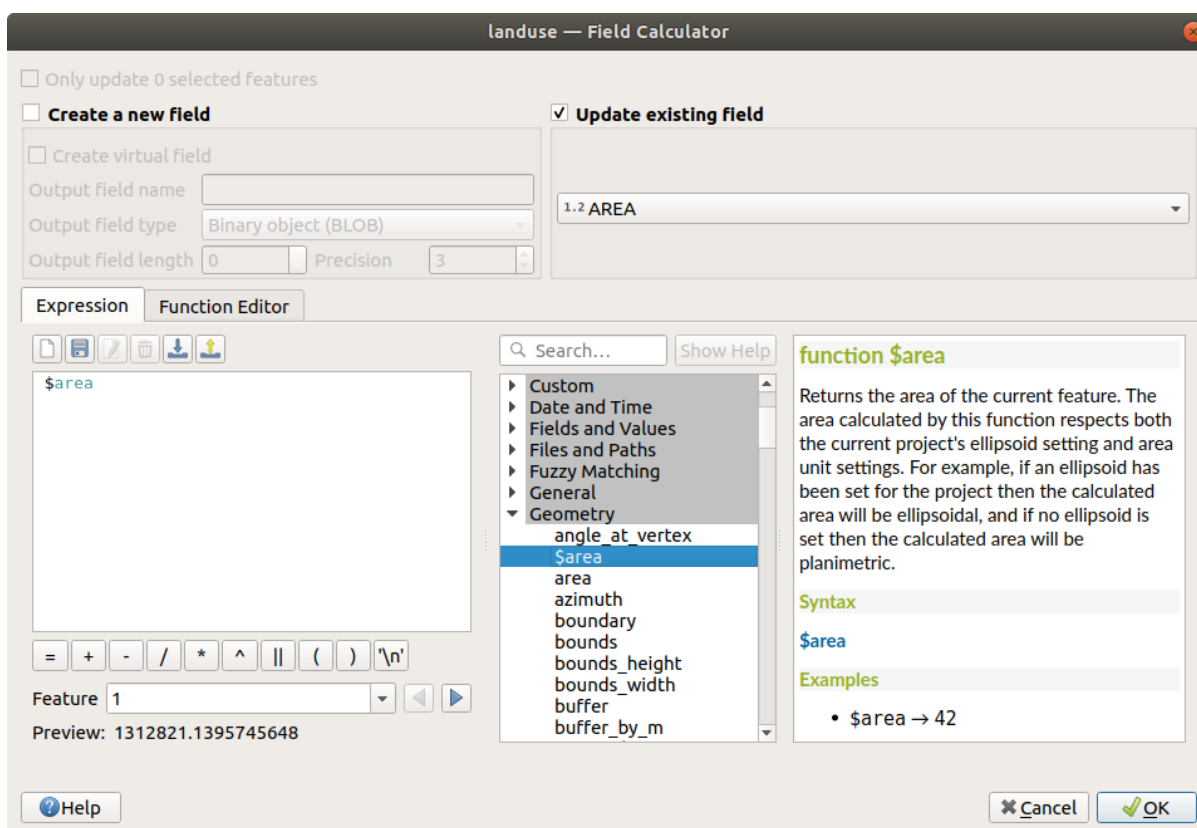 landuse — Field Calculator
Only update 0 selected features
Create a new field
Update existing field
Create virtual field
Output field name
Output field type Binary object (BLOB)
Output field length 0 Precision 3
1.2 AREA
Expression Function Editor
$area
Search... Show Help
Custom
Date and Time
Fields and Values
Files and Paths
Fuzzy Matching
General
Geometry
angle_at_vertex
$area
area
azimuth
boundary
bounds
bounds_height
bounds_width
buffer
buffer_by_m
function $area
Returns the area of the current feature. The
area calculated by this function respects both
the current project's ellipsoid setting and area
unit settings. For example, if an ellipsoid has
been set for the project then the calculated
area will be ellipsoidal, and if no ellipsoid is
set then the calculated area will be
planimetric.
Syntax
$area
Examples
• $area → 42
= + - / * ^ || ( ) '\n'
Feature 1
Preview: 1312821.1395745648
Help
Cancel OK